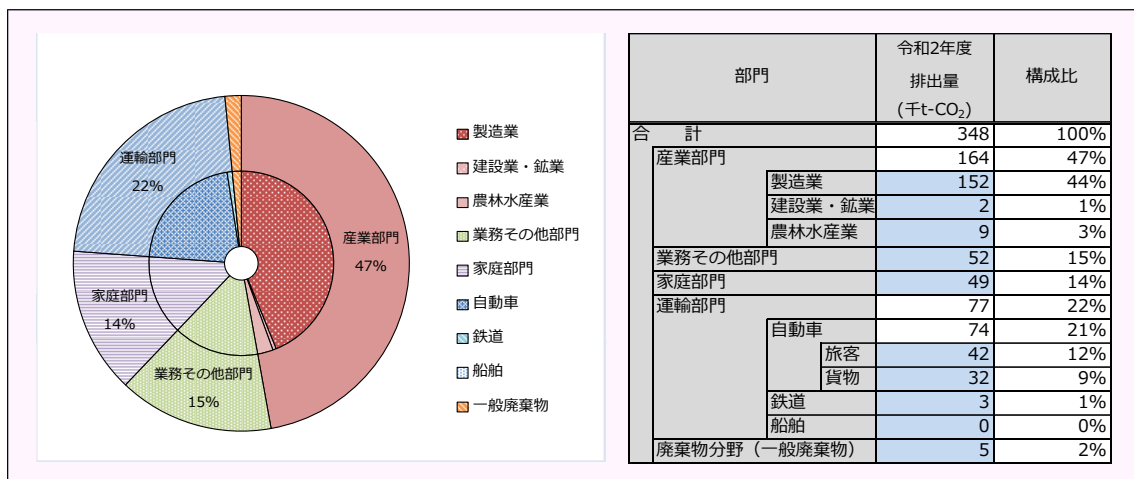 運輸部門
22%
産業部門
47%
家庭部門
14%
業務その他部門
15%
製造業
建設業・鉱業
農林水産業
業務その他部門
家庭部門
自動車
鉄道
船舶
一般廃棄物
部門 令和2年度 排出量 (千t-CO₂) 構成比
合 計 348 100%
産業部門 164 47%
製造業 152 44%
建設業・鉱業 2 1%
農林水産業 9 3%
業務その他部門 52 15%
家庭部門 49 14%
運輸部門 77 22%
自動車 74 21%
旅客 42 12%
貨物 32 9%
鉄道 3 1%
船舶 0 0%
廃棄物分野（一般廃棄物） 5 2%